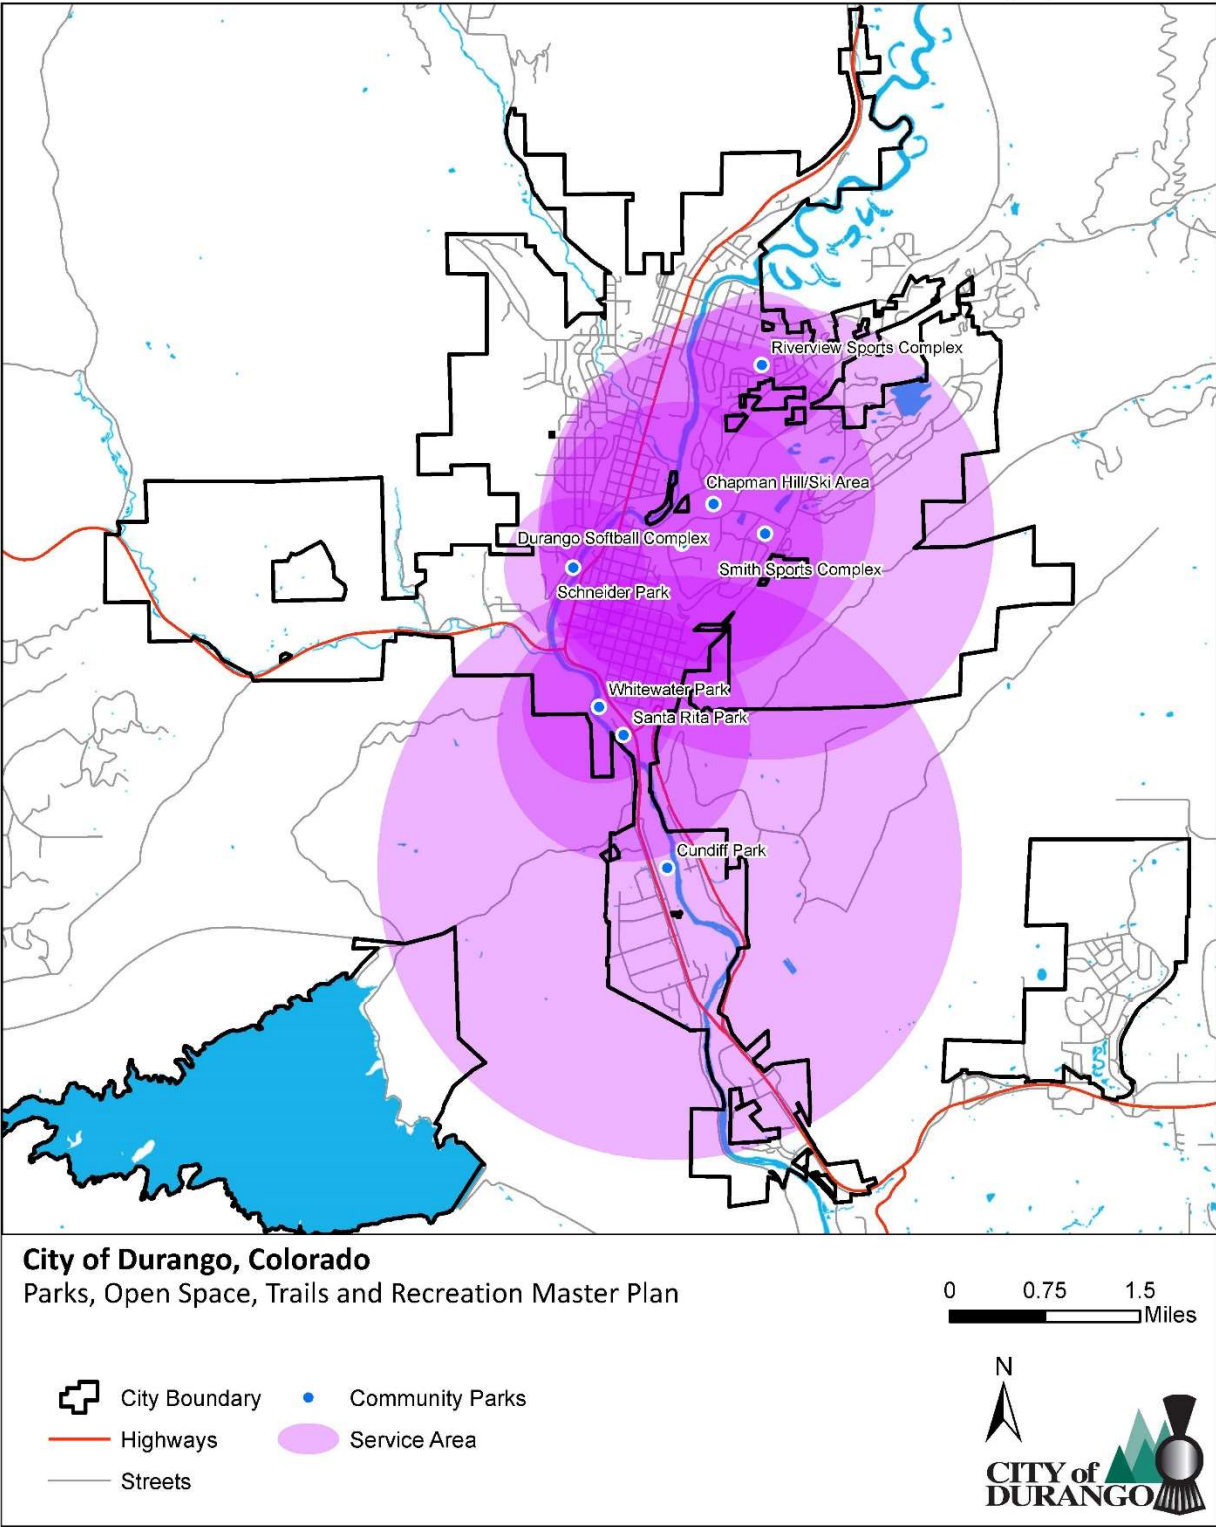 Riverview Sports Complex
Chapman Hill/Ski Area
Durango Softball Complex
Smith Sports Complex
Schneider Park
Whitewater Park
Santa Rita Park
Cundiff Park
City of Durango, Colorado
Parks, Open Space, Trails and Recreation Master Plan
0 0.75 1.5
Miles
N
City Boundary
Community Parks
Highways
Service Area
Streets
CITY of
DURANGO